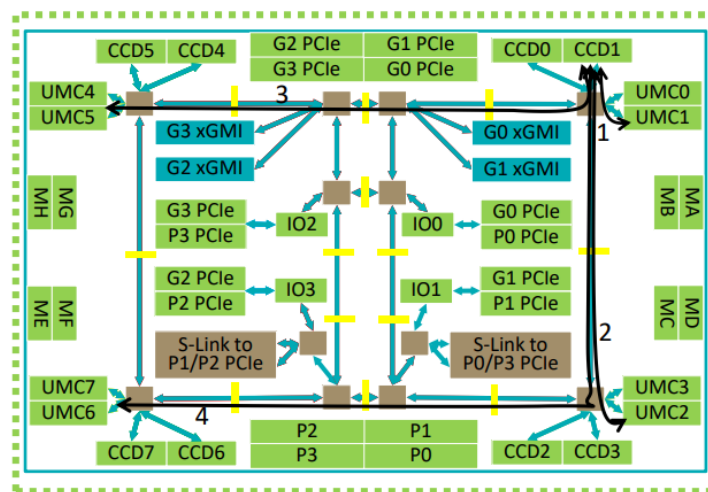 CCD5 CCD4
G2 PCIe G1 PCIe
CCD0 CCD1
G3 PCIe G0 PCIe
UMC4
UMC5
3
UMC0
UMC1
1
G3 xGMI
G0 xGMI
G2 xGMI
G1 xGMI
MH MG
MB MA
G3 PCIe
P3 PCIe
IO2
IO0
G0 PCIe
P0 PCIe
G2 PCIe
P2 PCIe
IO3
IO1
G1 PCIe
P1 PCIe
ME MF
MC MD
S-Link to
P1/P2 PCIe
S-Link to
P0/P3 PCIe
2
UMC7
UMC6
4
UMC3
UMC2
P2 P1
P3 P0
CCD7 CCD6
CCD2 CCD3